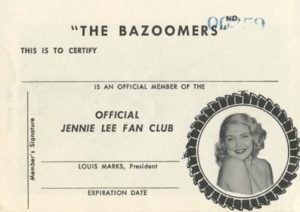 "THE BAZOOMERS"
NO.
THIS IS TO CERTIFY
IS AN OFFICIAL MEMBER OF THE
OFFICIAL
JENNIE LEE FAN CLUB
LOUIS MARKS, President
EXPIRATION DATE
Member's Signature